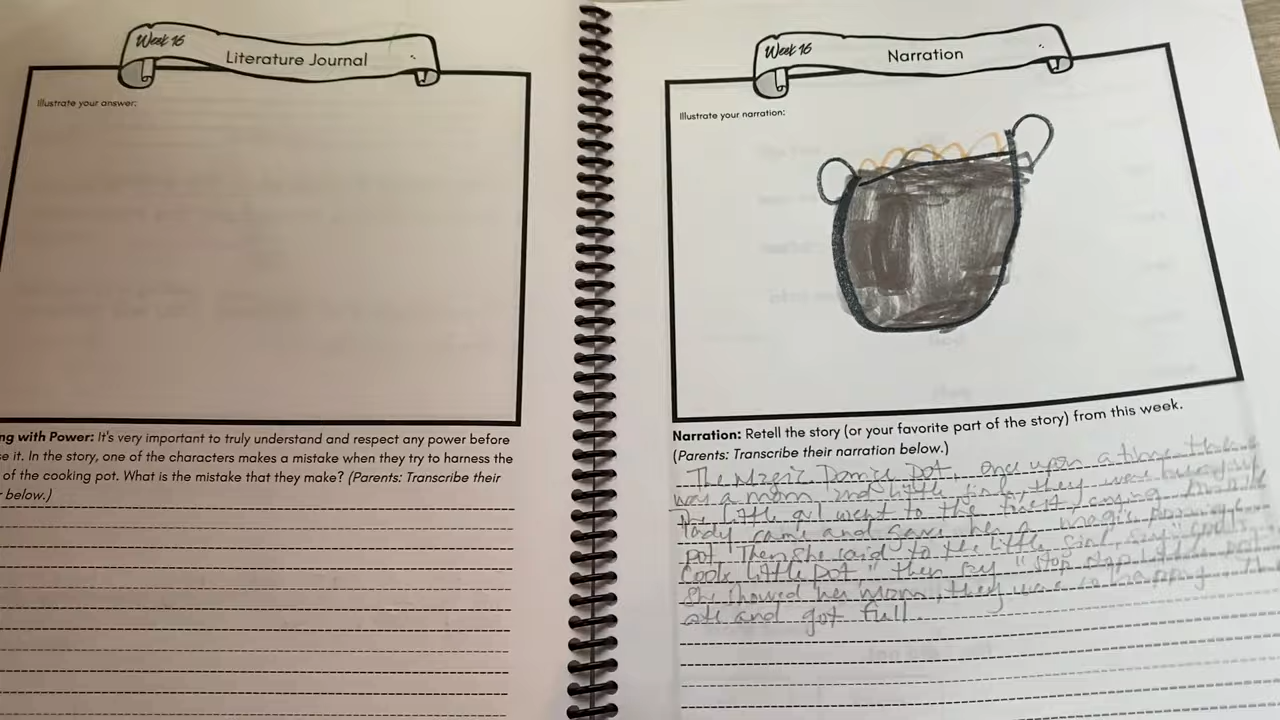 Week 16
Literature Journal
Illustrate your answer:
ng with Power: It's very important to truly understand and respect any power before
e it. In the story, one of the characters makes a mistake when they try to harness the
of the cooking pot. What is the mistake that they make? (Parents: Transcribe their
below.)
Week 16
Narration
Illustrate your narration:
Narration: Retell the story (or your favorite part of the story) from this week.
(Parents: Transcribe their narration below.)
The Magic Porrige Pot. once upon a time there
was a mom and little girl, they were hungry
The little girl went to the forest, crying
lady came and gave her a magic porrige
pot. Then she said to the little girl, say "cook
cook little pot," then say "stop stop little pot
She showed her mom, they were so happy. Th
ate and got full.